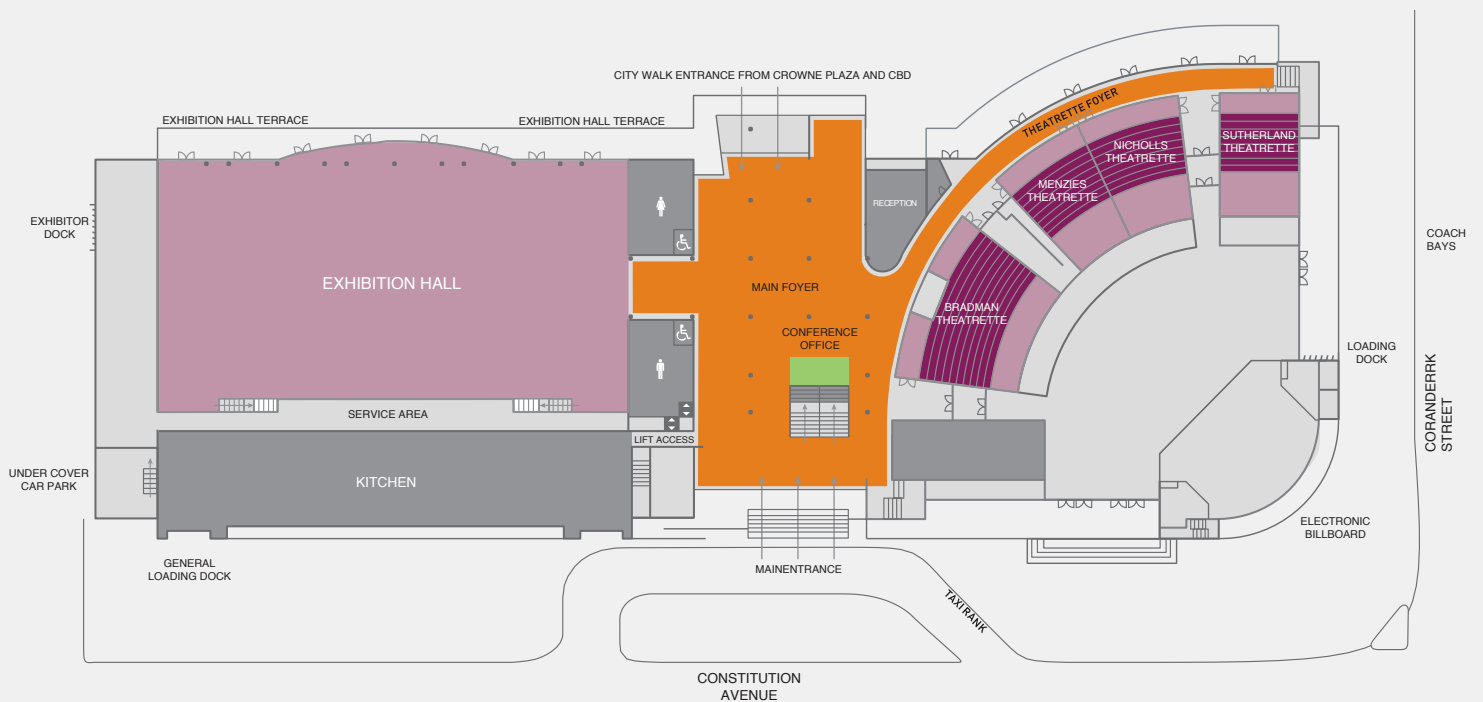 CITY WALK ENTRANCE FROM CROWNE PLAZA AND CBD
EXHIBITION HALL TERRACE
EXHIBITION HALL TERRACE
THEATRETTE FOYER
NICHOLLS
THEATRETTE
SUTHERLAND
THEATRETTE
MENZIES
THEATRETTE
RECEPTION
EXHIBITOR
DOCK
COACH
BAYS
EXHIBITION HALL
MAIN FOYER
BRADMAN
THEATRETTE
CONFERENCE
OFFICE
LOADING
DOCK
CORANDERRK
STREET
SERVICE AREA
LIFT ACCESS
UNDER COVER
CAR PARK
KITCHEN
ELECTRONIC
BILLBOARD
GENERAL
LOADING DOCK
MAINENTRANCE
TAXI RANK
CONSTITUTION
AVENUE